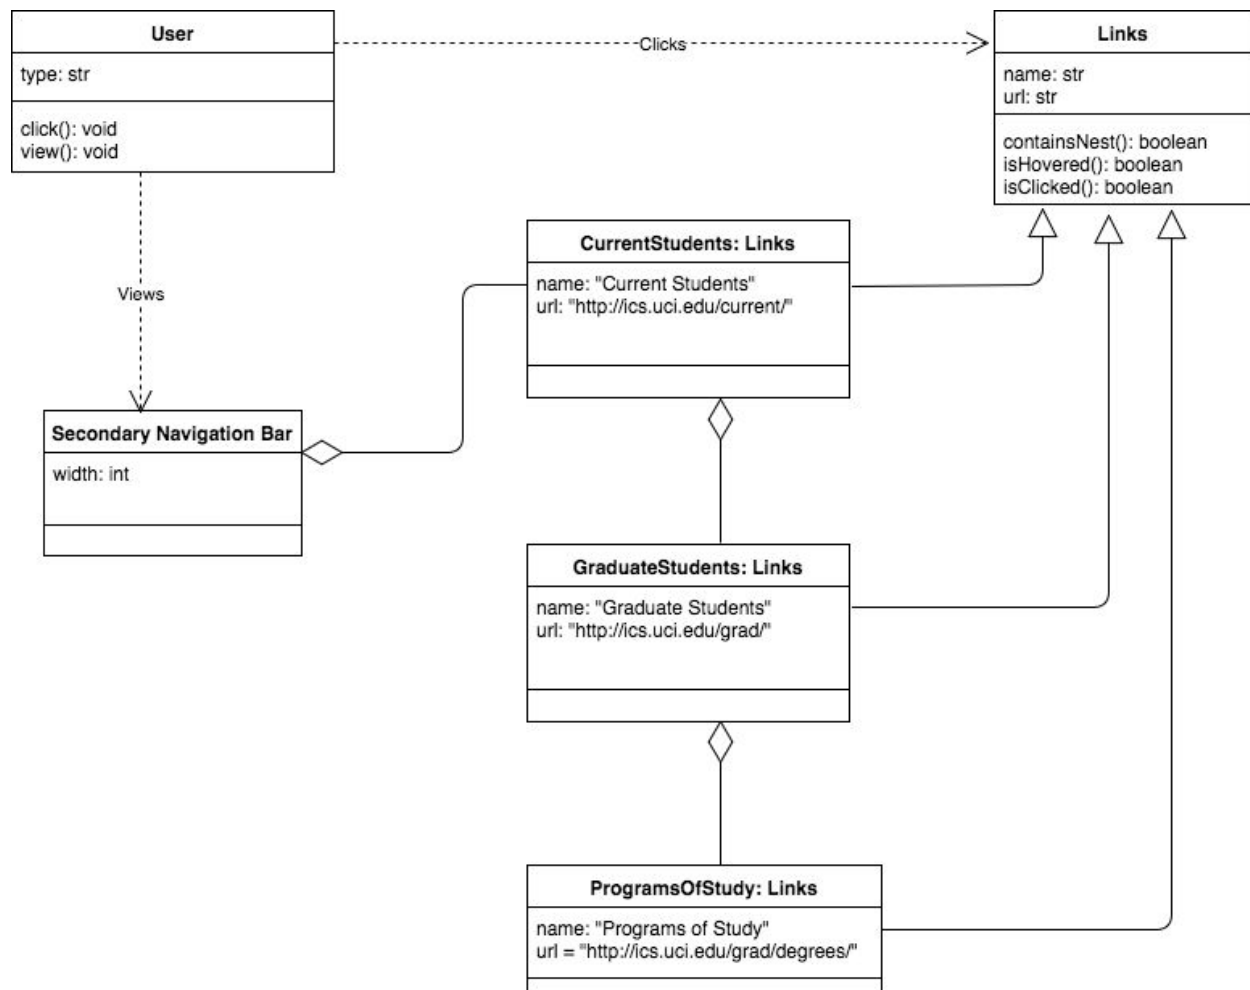 User
type: str
click(): void
view(): void
Clicks
Links
name: str
url: str
containsNest(): boolean
isHovered(): boolean
isClicked(): boolean
Views
CurrentStudents: Links
name: "Current Students"
url: "http://ics.uci.edu/current/"
Secondary Navigation Bar
width: int
GraduateStudents: Links
name: "Graduate Students"
url: "http://ics.uci.edu/grad/"
ProgramsOfStudy: Links
name: "Programs of Study"
url = "http://ics.uci.edu/grad/degrees/"